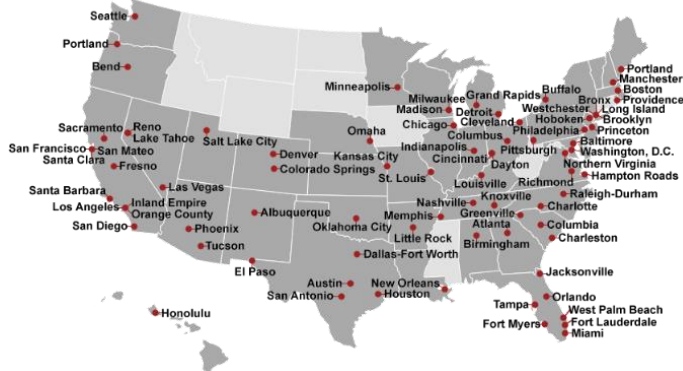 Seattle
Portland
Bend
Minneapolis
Milwaukee
Madison
Grand Rapids
Detroit
Buffalo
Portland
Manchester
Boston
Providence
Bronx
Long Island
Westchester
Hoboken
Brooklyn
Cleveland
Chicago
Columbus
Philadelphia
Princeton
Pittsburgh
Baltimore
Washington, D.C.
Indianapolis
Cincinnati
Dayton
Northern Virginia
Sacramento
Reno
Lake Tahoe
Salt Lake City
Omaha
San Francisco
San Mateo
Santa Clara
Fresno
Denver
Colorado Springs
Kansas City
St. Louis
Louisville
Richmond
Hampton Roads
Santa Barbara
Las Vegas
Los Angeles
Inland Empire
Orange County
San Diego
Phoenix
Tucson
Albuquerque
El Paso
Oklahoma City
Memphis
Little Rock
Nashville
Knoxville
Greenville
Raleigh-Durham
Charlotte
Atlanta
Columbia
Birmingham
Charleston
Dallas-Fort Worth
Austin
San Antonio
Houston
New Orleans
Jacksonville
Tampa
Orlando
West Palm Beach
Fort Myers
Fort Lauderdale
Miami
Honolulu